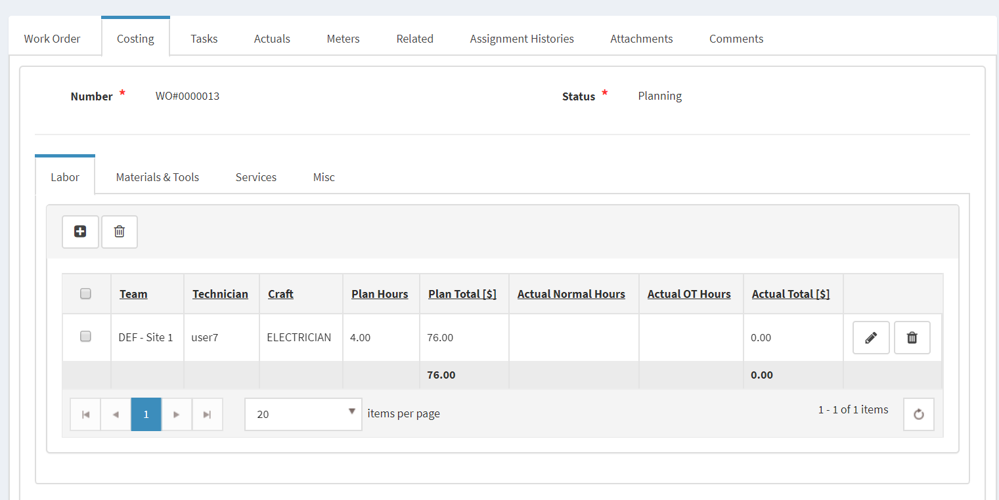 Work Order Costing Tasks Actuals Meters Related Assignment Histories Attachments Comments
Number * WO#0000013 Status * Planning
Labor Materials & Tools Services Misc
Team Technician Craft Plan Hours Plan Total [$] Actual Normal Hours Actual OT Hours Actual Total [$]
DEF - Site 1 user7 ELECTRICIAN 4.00 76.00 0.00
76.00 0.00
1 20 items per page 1 - 1 of 1 items